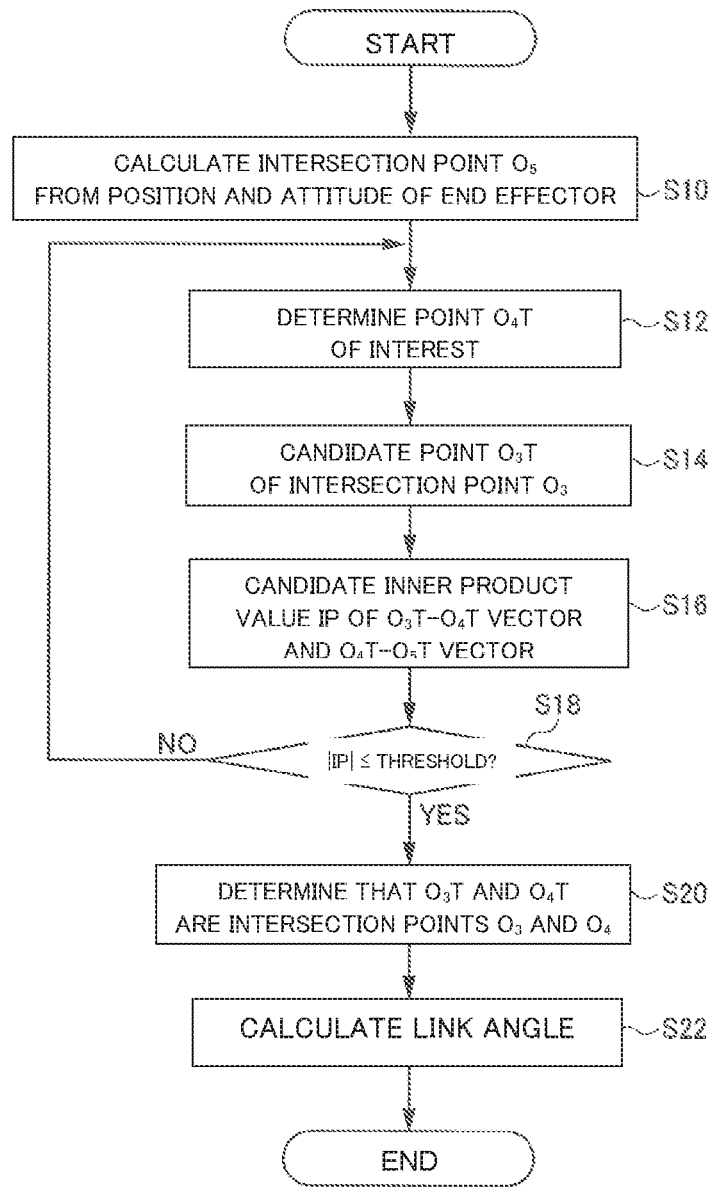 START
CALCULATE INTERSECTION POINT O₅
FROM POSITION AND ATTITUDE OF END EFFECTOR
S10
DETERMINE POINT O₄T
OF INTEREST
S12
CANDIDATE POINT O₃T
OF INTERSECTION POINT O₃
S14
CANDIDATE INNER PRODUCT
VALUE IP OF O₃T-O₄T VECTOR
AND O₄T-O₅T VECTOR
S16
S18
NO
|IP| ≤ THRESHOLD?
YES
DETERMINE THAT O₃T AND O₄T
ARE INTERSECTION POINTS O₃ AND O₄
S20
CALCULATE LINK ANGLE
S22
END